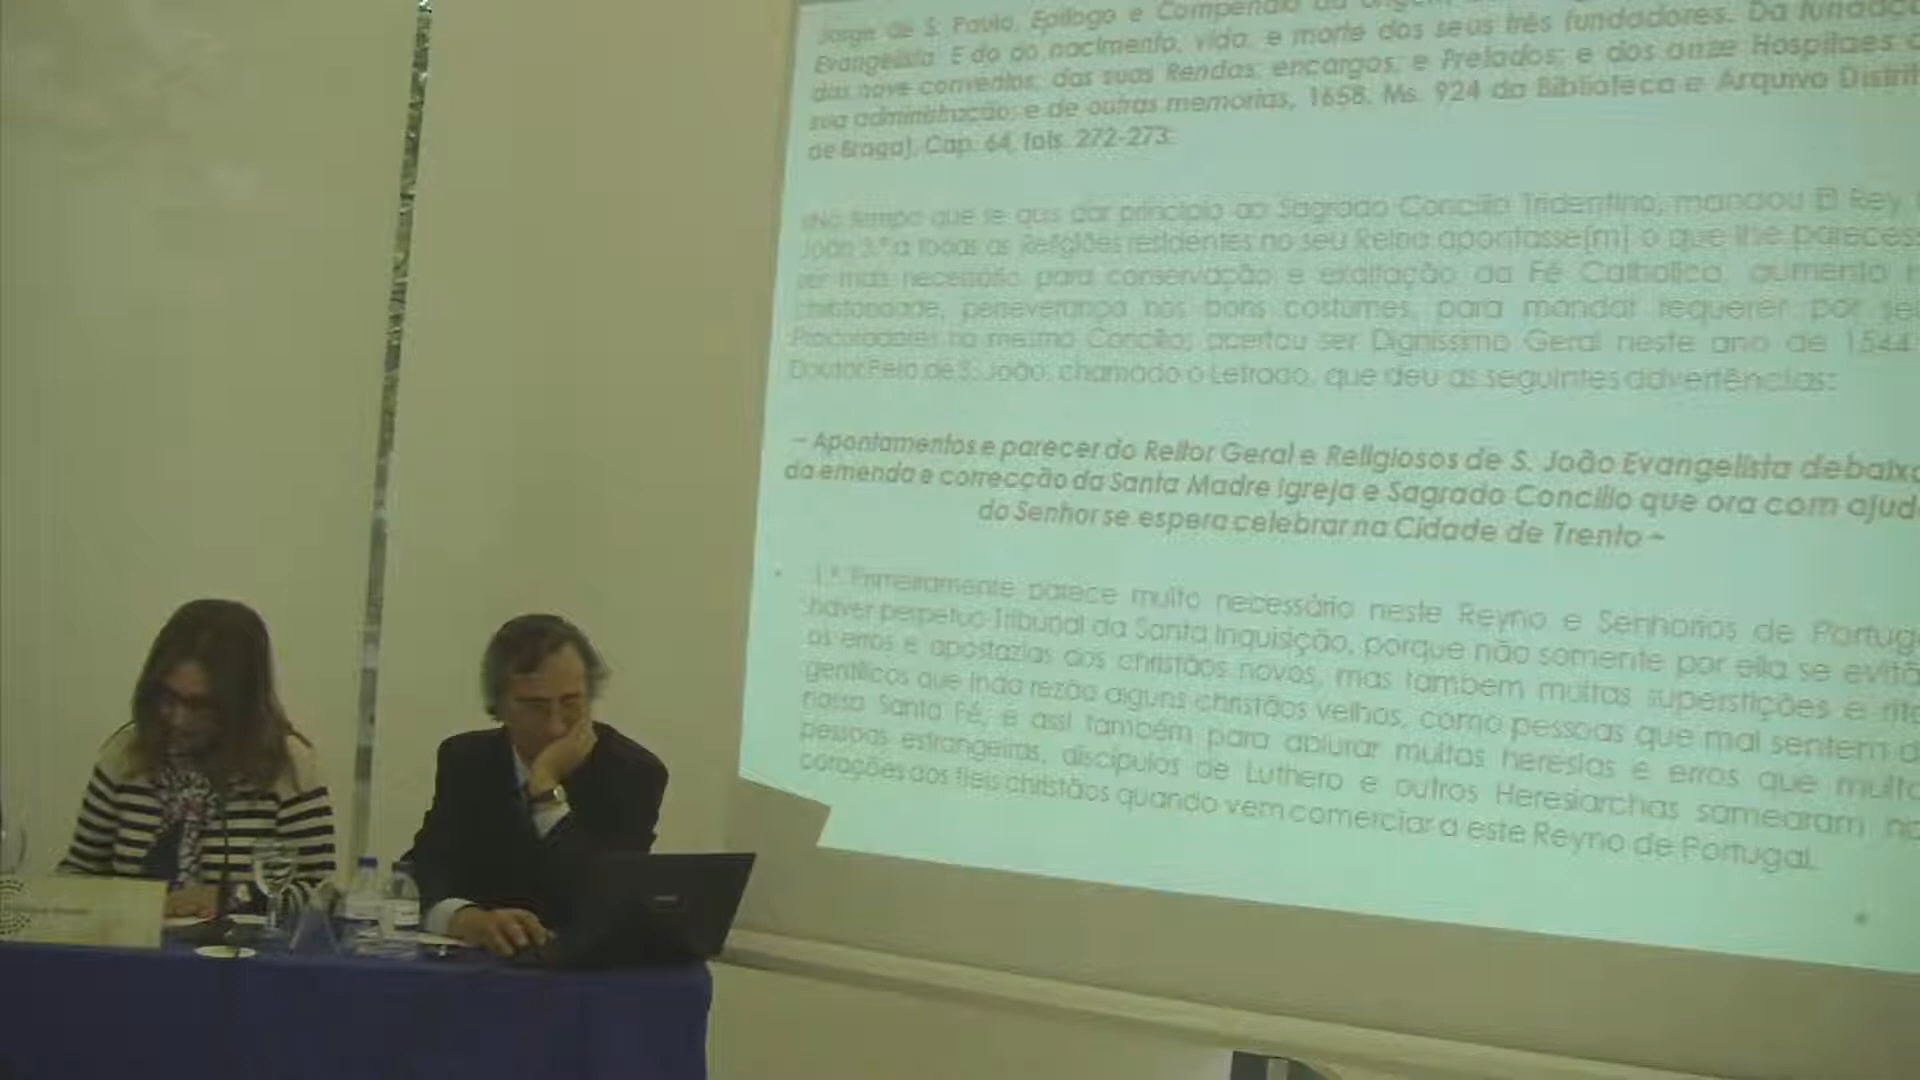 Jorge de S. Paulo, Epílogo e Compendio da origem,
Evangelista. E do do nacimento, vida, e morte dos seus três fundadores. Da fundação
dos nove conventos, das suas Rendas, encargos, e Prelados; e dos onze Hospitaes
sua administração; e de outras memorias, 1658. Ms. 924 da Biblioteca e Arquivo Distrit
de Braga], Cap. 64, fols. 272-273:
«No tempo que se quis dar principio ao Sagrado Concilio Tridentino, mandou El Rey
João 3.º a todas as Religiões residentes no seu Reino apontasse[m] o que lhe parecess
ser mais necessário, para conservação e exaltação da Fé Catholica, aumento
christandade, perseverança nos bons costumes, para mandar requerer por se
Procuradores no mesmo Concilio; acertou ser Digníssimo Geral neste ano de 1544
Doutor Pero de S. João, chamado o Letrado, que deu as seguintes advertências:
– Apontamentos e parecer do Reitor Geral e Religiosos de S. João Evangelista debaixo
da emenda e correcção da Santa Madre Igreja e Sagrado Concilio que ora com ajud
do Senhor se espera celebrar na Cidade de Trento –
1.º Primeiramente parece muito necessário neste Reyno e Senhorios de Portug
haver perpetuo Tribunal da Santa Inquisição, porque não somente por ella se evitã
os erros e apostazias dos christãos novos, mas tambem muitas superstições e rito
gentílicos que inda rezão alguns christãos velhos, como pessoas que mal sentem d
nossa Santa Fé, e assi também para abjurar muitas heresias e erros que muito
pessoas estrangeiras, discípulos de Luthero e outros Heresiarchas somearam no
corações dos fieis christãos quando vem comerciar a este Reyno de Portugal.